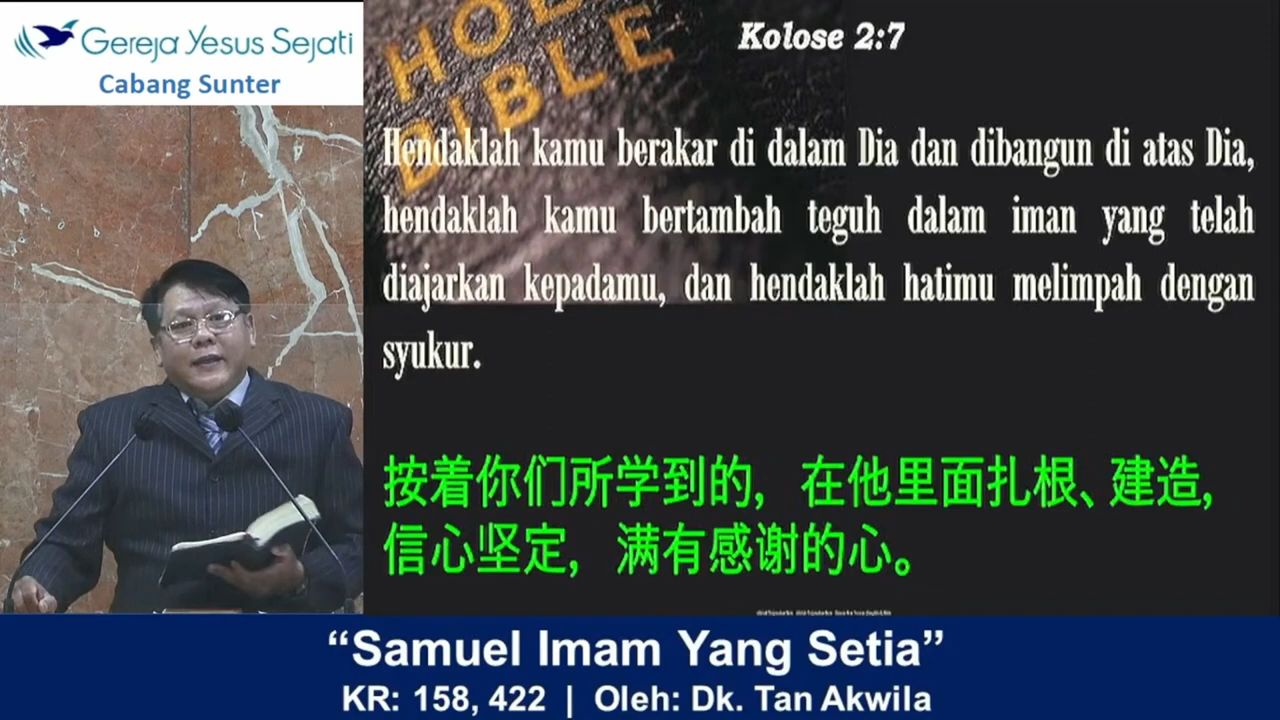 Gereja Yesus Sejati
Cabang Sunter
HOLY
BIBLE
Kolose 2:7
Hendaklah kamu berakar di dalam Dia dan dibangun di atas Dia,
hendaklah kamu bertambah teguh dalam iman yang telah
diajarkan kepadamu, dan hendaklah hatimu melimpah dengan
syukur.
按着你们所学到的, 在他里面扎根、建造,
信心坚定, 满有感谢的心。
“Samuel Imam Yang Setia”
KR: 158, 422 | Oleh: Dk. Tan Akwila